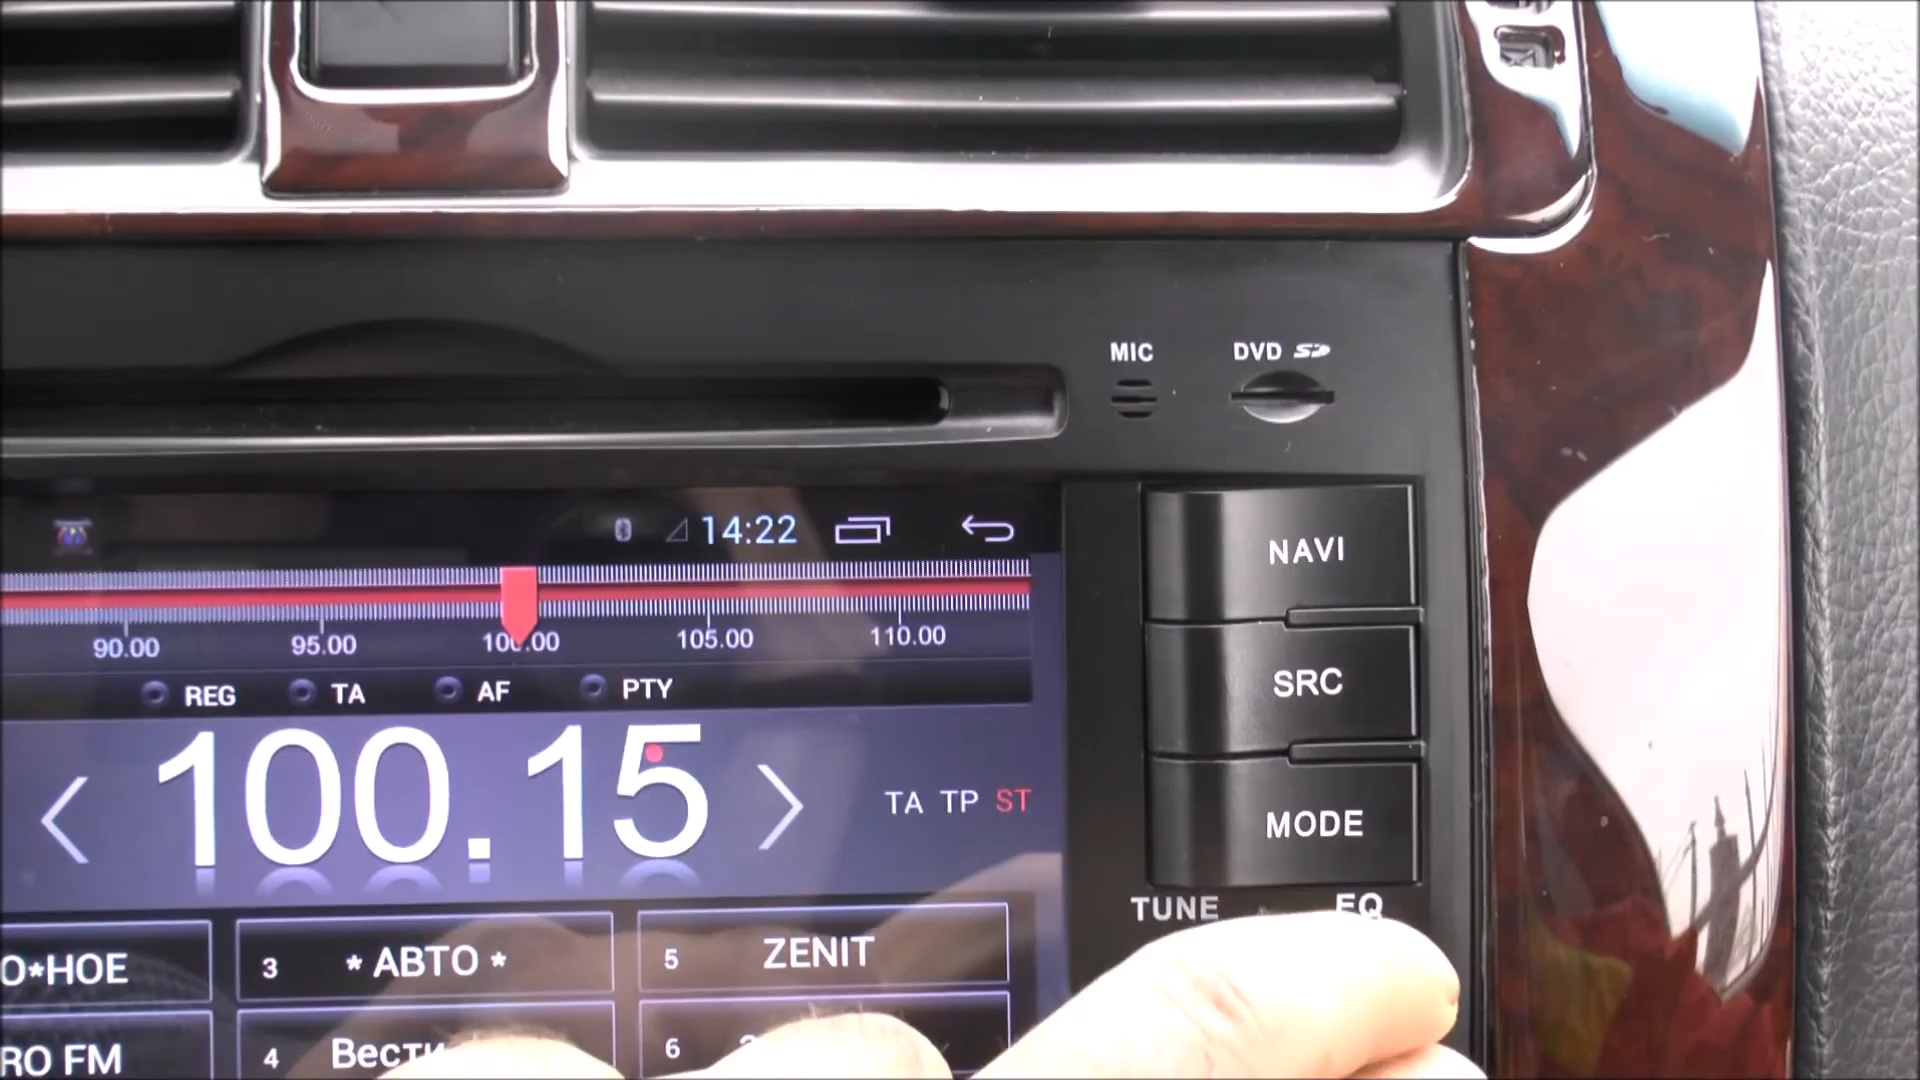 MIC DVD SD
14:22
90.00 95.00 100.00 105.00 110.00
REG TA AF PTY
100.15
TA TP ST
NAVI
SRC
MODE
TUNE EQ
О*НОЕ 3 * АВТО * 5 ZENIT
RO FM 4 Вести 6